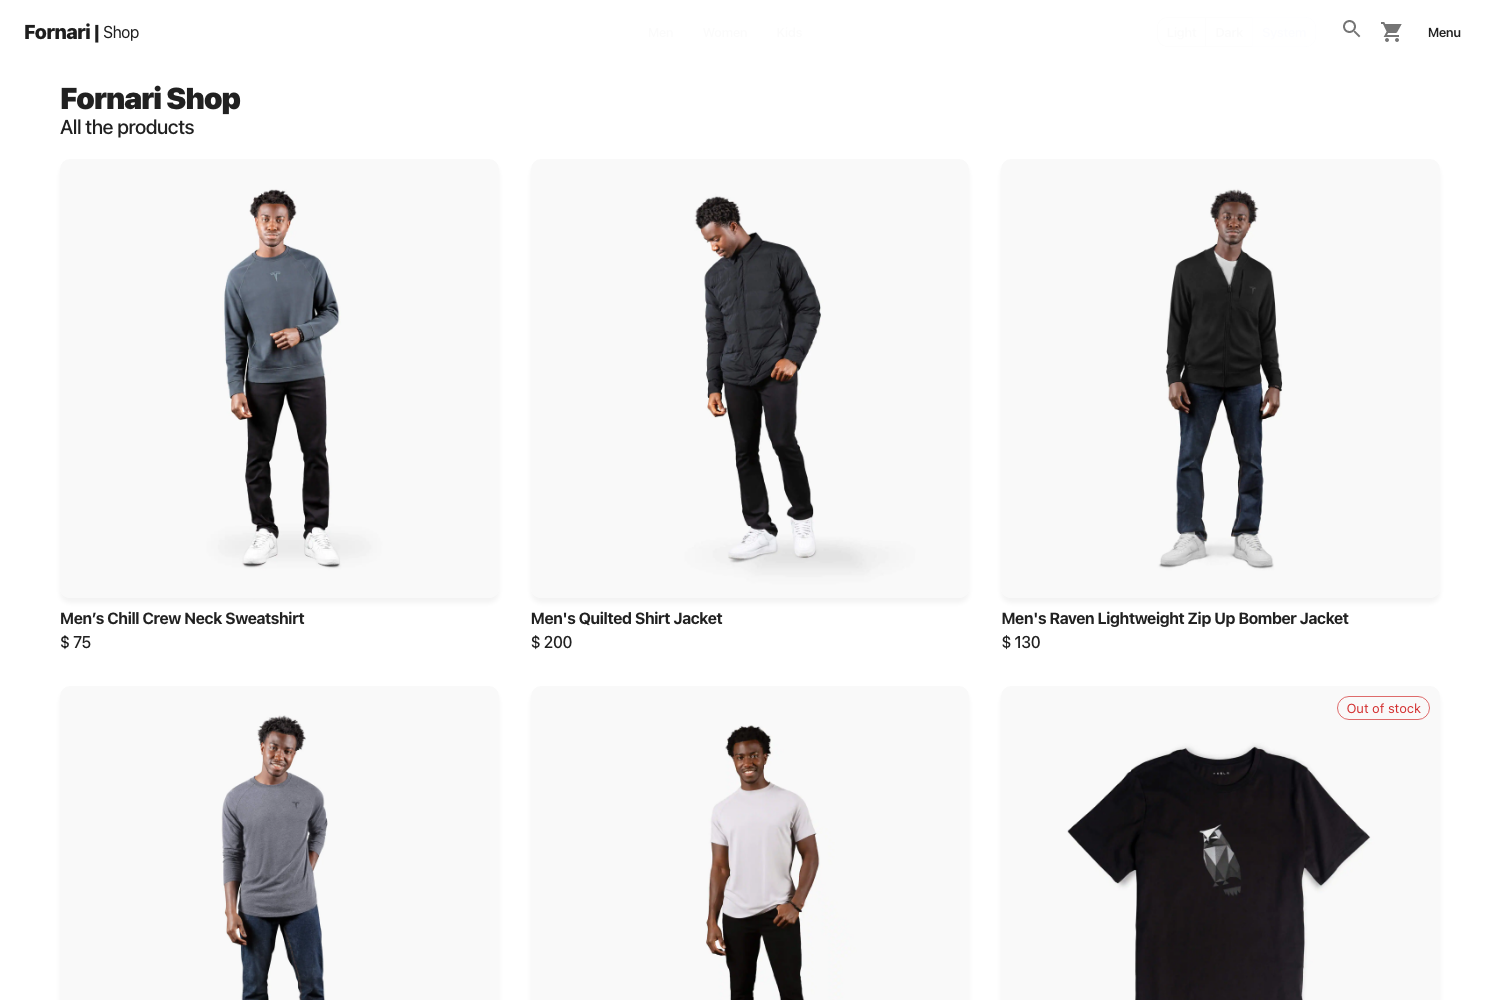 Fornari | Shop
Menu
Fornari Shop
All the products
Men’s Chill Crew Neck Sweatshirt
$ 75
Men's Quilted Shirt Jacket
$ 200
Men's Raven Lightweight Zip Up Bomber Jacket
$ 130
Out of stock